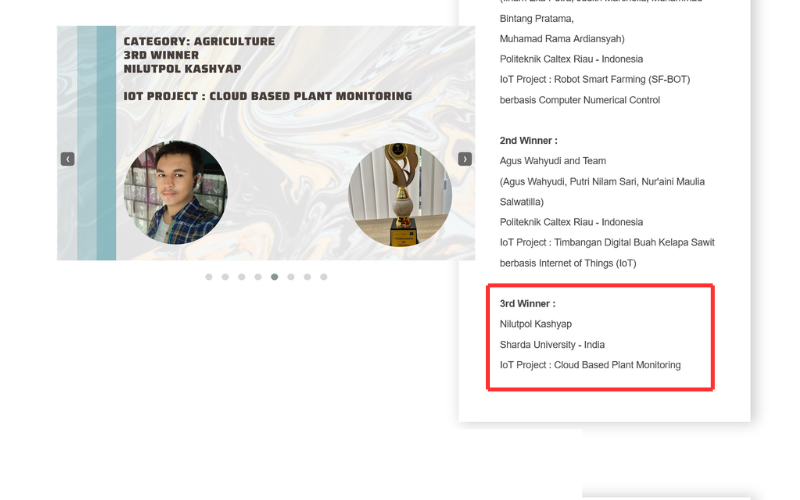 CATEGORY: AGRICULTURE
3RD WINNER
NILUTPOL KASHYAP
IOT PROJECT : CLOUD BASED PLANT MONITORING
Bintang Pratama,
Muhamad Rama Ardiansyah)
Politeknik Caltex Riau - Indonesia
IoT Project : Robot Smart Farming (SF-BOT)
berbasis Computer Numerical Control
2nd Winner :
Agus Wahyudi and Team
(Agus Wahyudi, Putri Nilam Sari, Nur'aini Maulia
Salwatilla)
Politeknik Caltex Riau - Indonesia
IoT Project : Timbangan Digital Buah Kelapa Sawit
berbasis Internet of Things (IoT)
3rd Winner :
Nilutpol Kashyap
Sharda University - India
IoT Project : Cloud Based Plant Monitoring